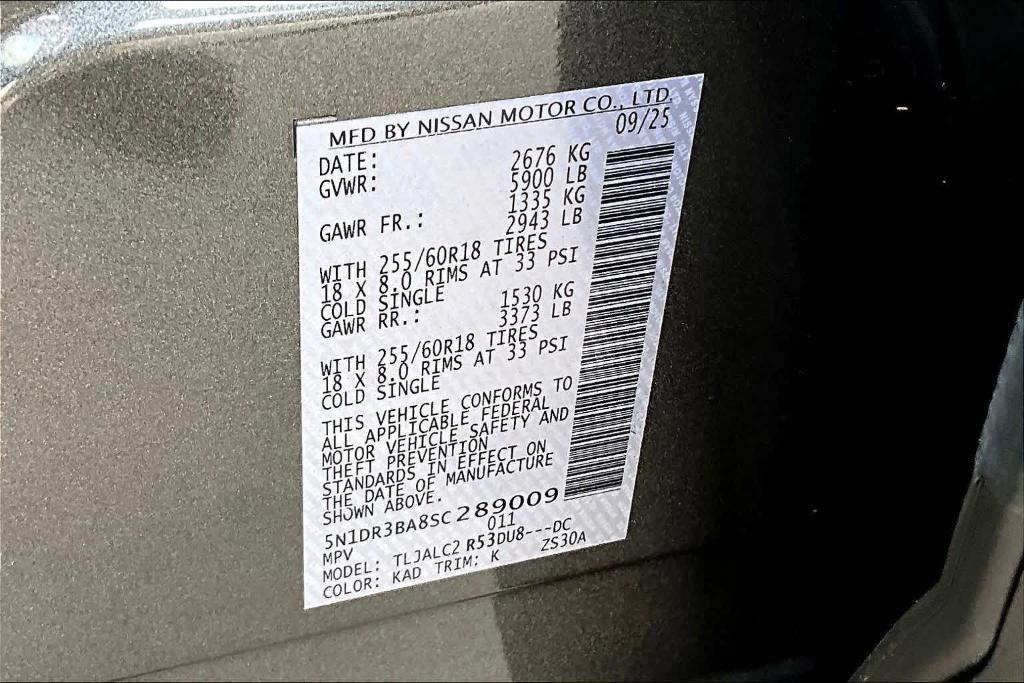 MFD BY NISSAN MOTOR CO., LTD.
DATE: 09/25
GVWR: 2676 KG
5900 LB
GAWR FR.: 1335 KG
2943 LB
WITH 255/60R18 TIRES
18 X 8.0 RIMS AT 33 PSI
COLD SINGLE
GAWR RR.: 1530 KG
3373 LB
WITH 255/60R18 TIRES
18 X 8.0 RIMS AT 33 PSI
COLD SINGLE
THIS VEHICLE CONFORMS TO
ALL APPLICABLE FEDERAL
MOTOR VEHICLE SAFETY AND
THEFT PREVENTION
STANDARDS IN EFFECT ON
THE DATE OF MANUFACTURE
SHOWN ABOVE.
5N1DR3BA8SC289009
MPV 011
MODEL: TLJALC2 R53DU8---DC
COLOR: KAD TRIM: K ZS30A